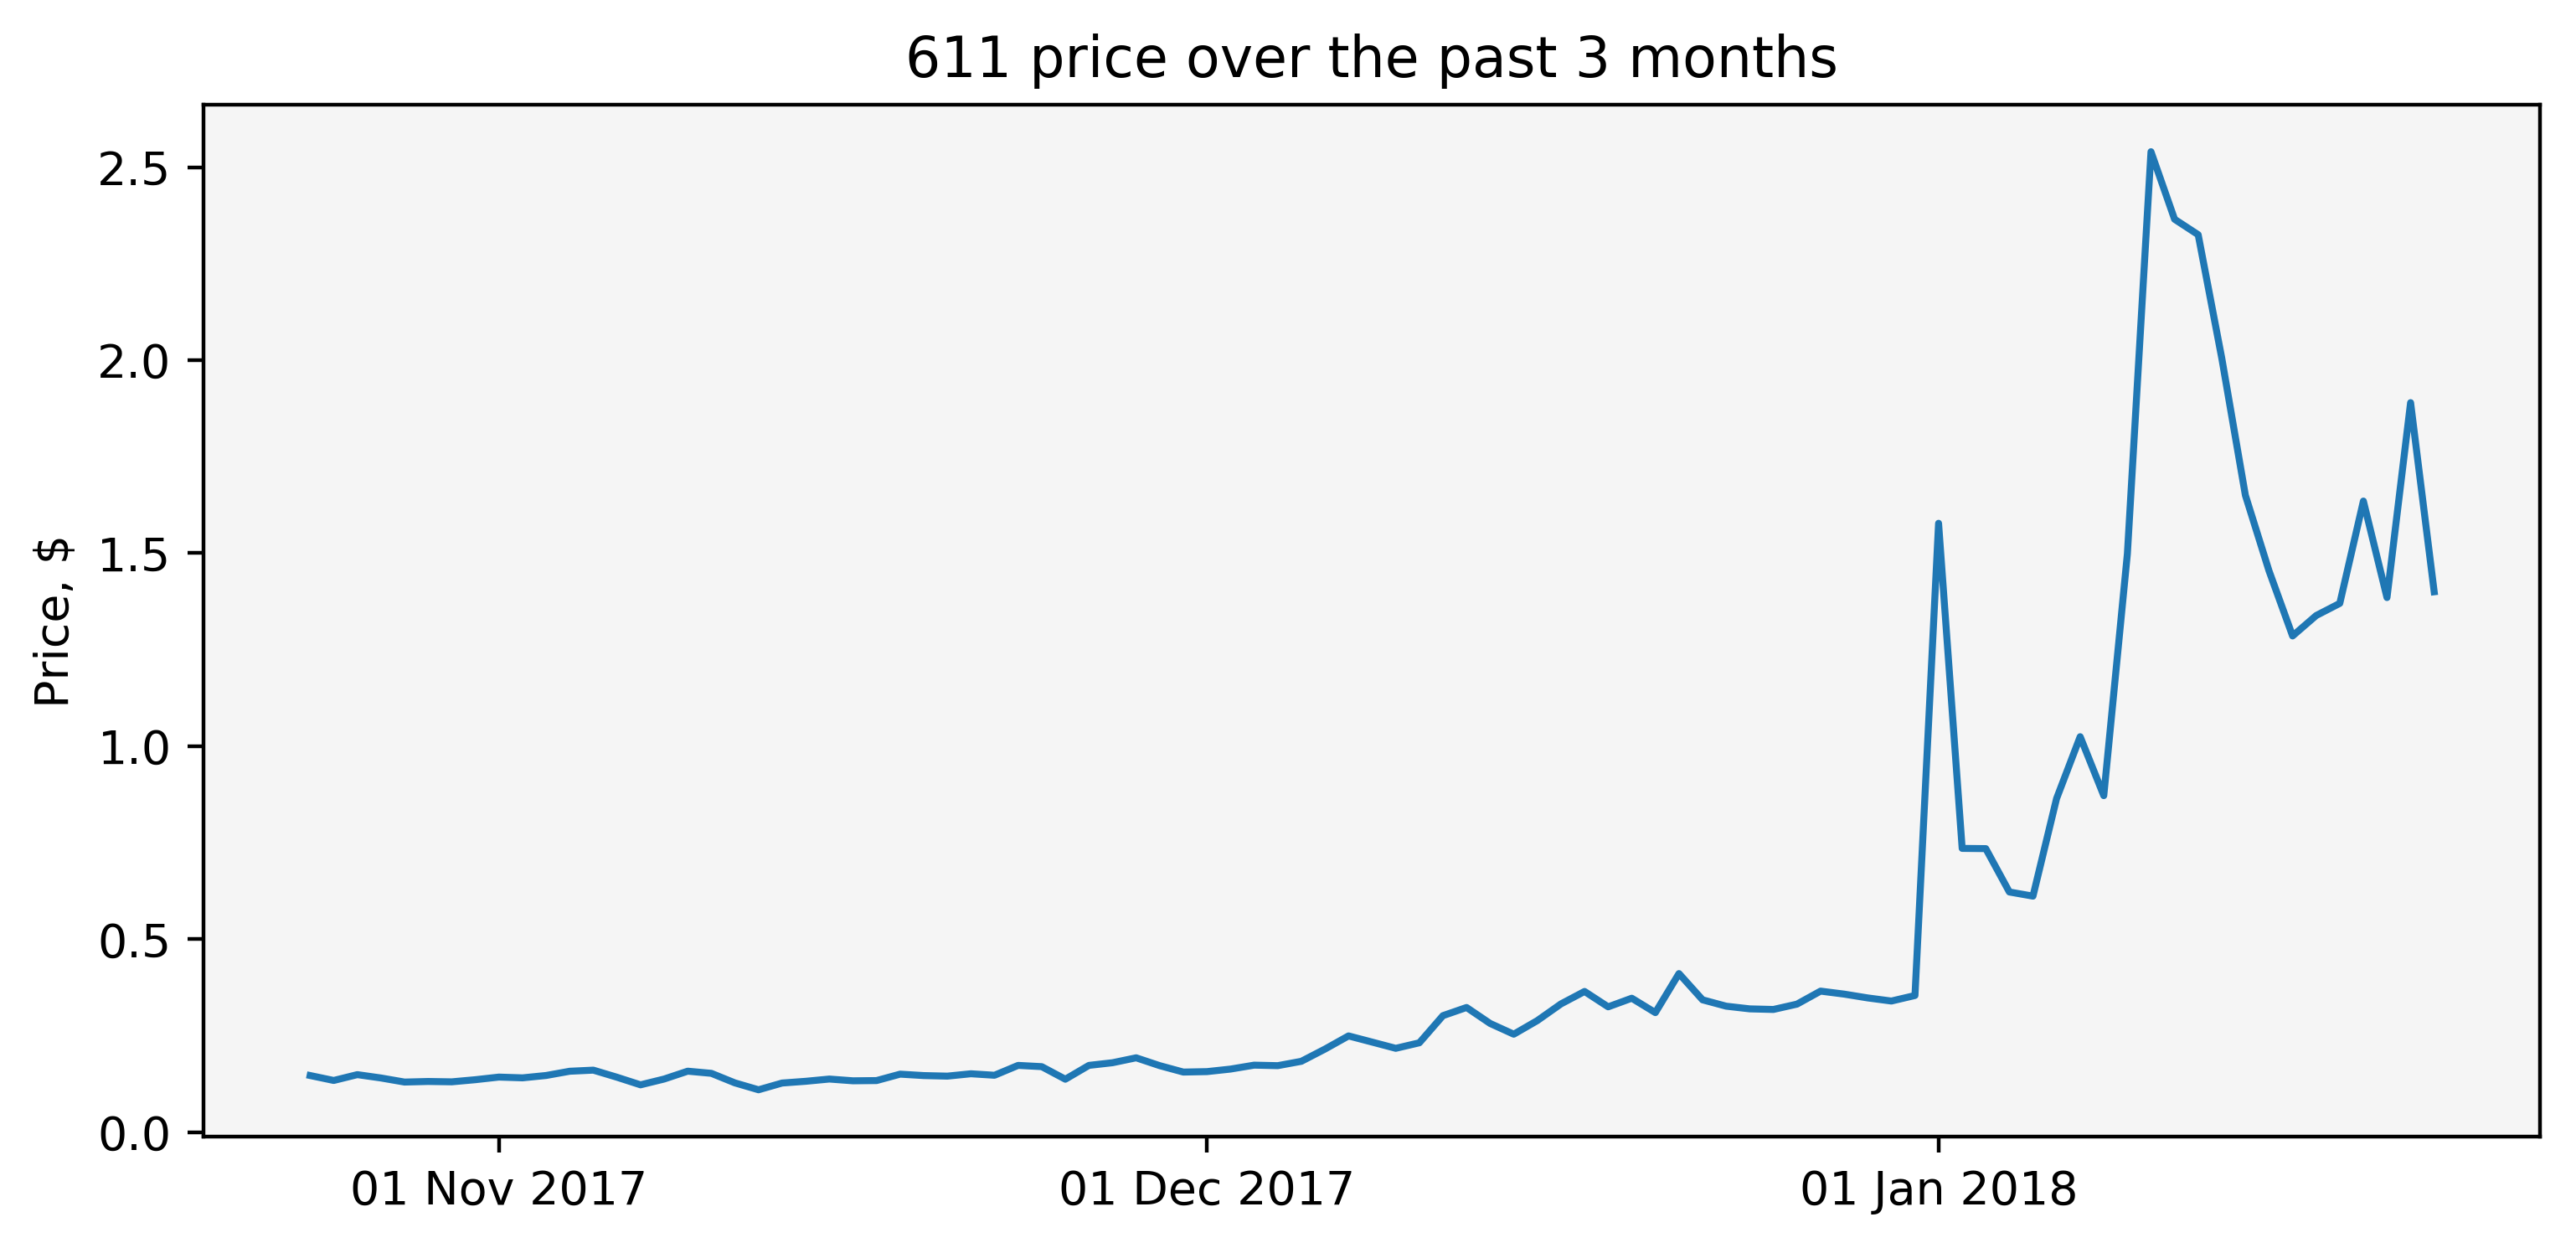 611 price over the past 3 months
Price, $
2.5
2.0
1.5
1.0
0.5
0.0
01 Nov 2017
01 Dec 2017
01 Jan 2018